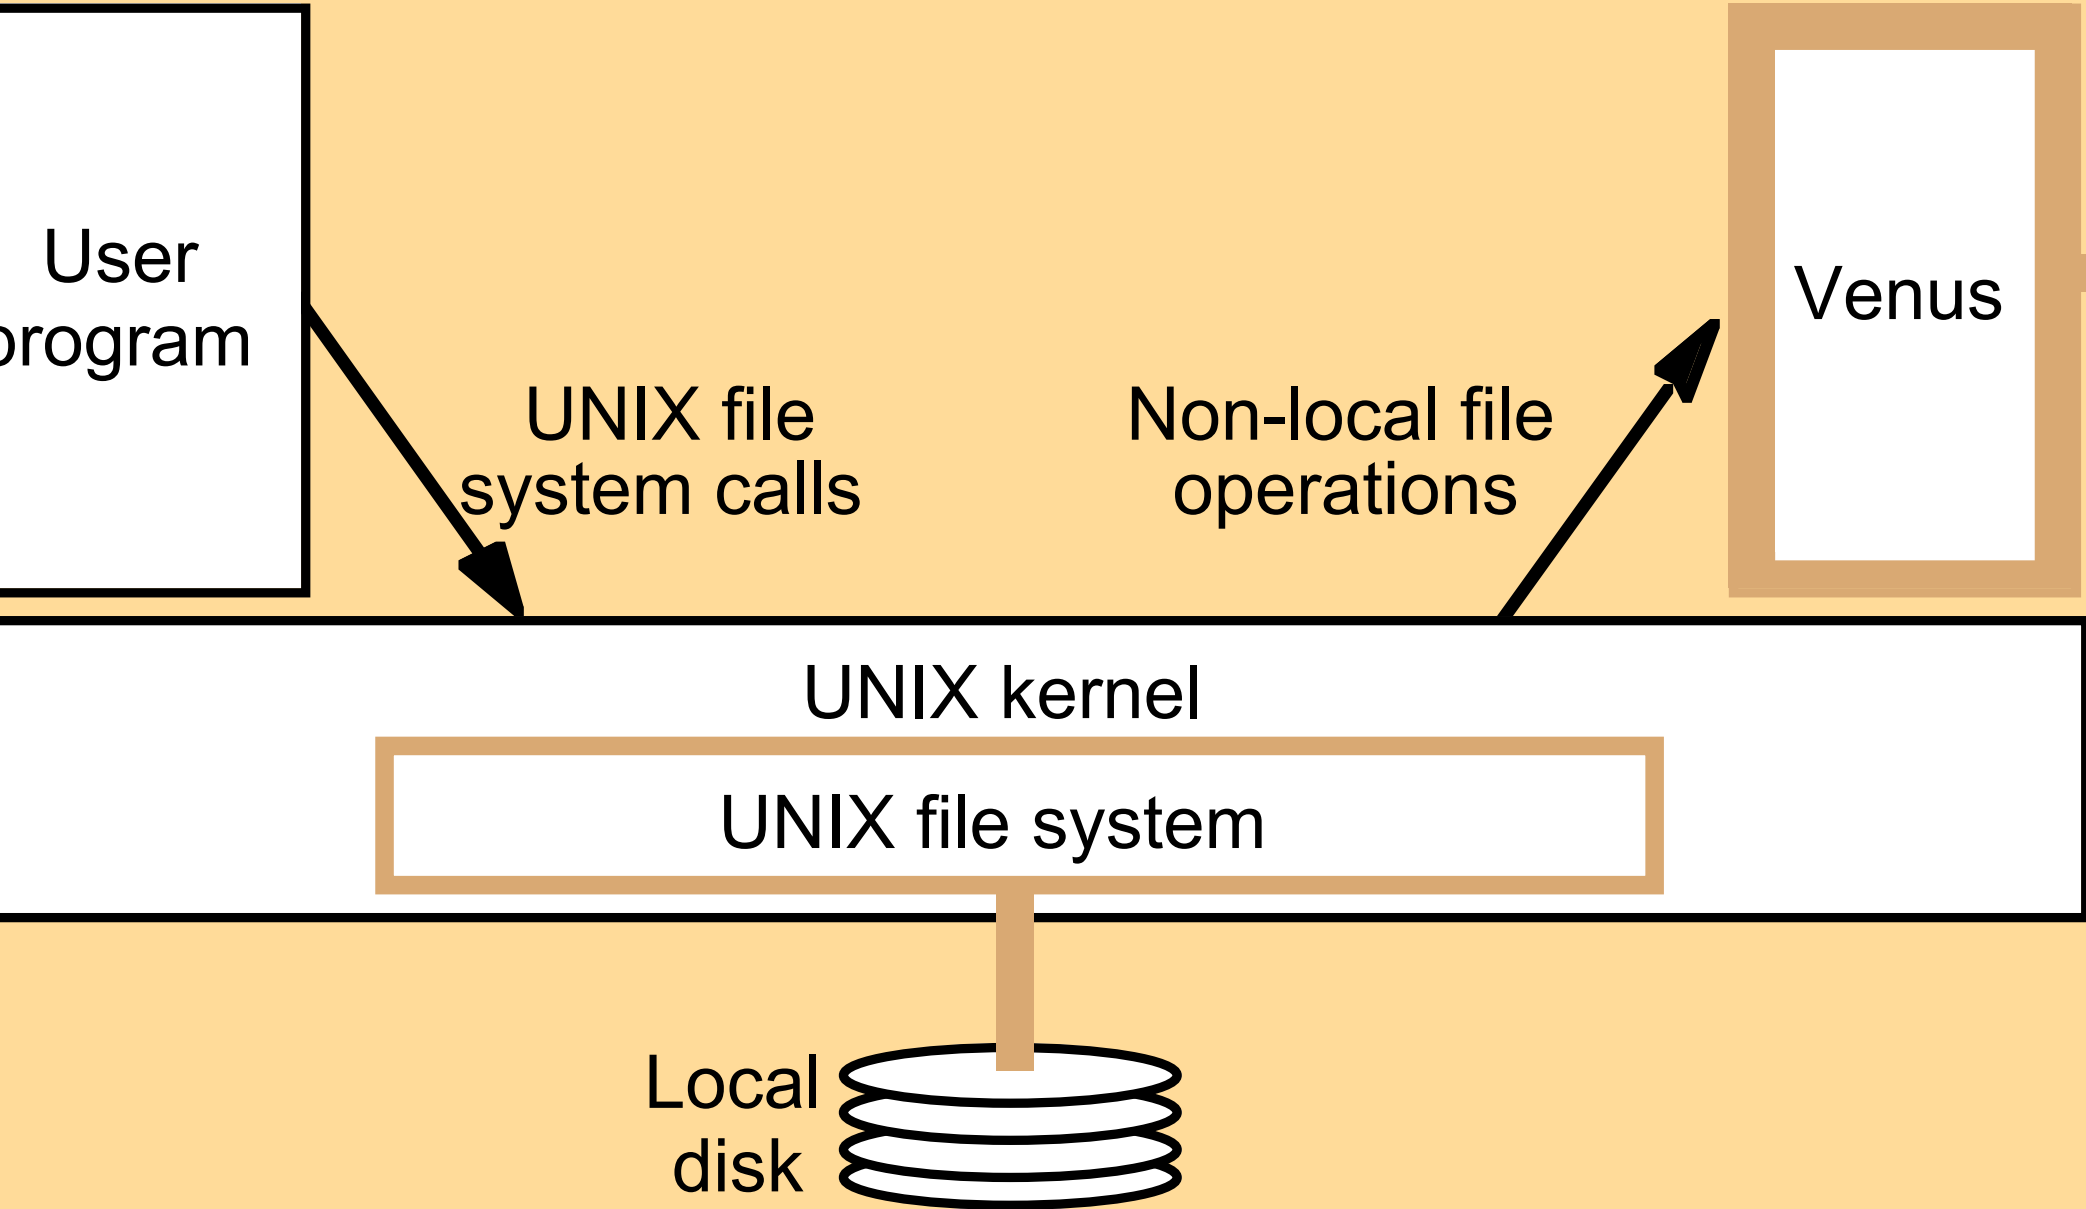 User
program
Venus
UNIX file
system calls
Non-local file
operations
UNIX kernel
UNIX file system
Local
disk